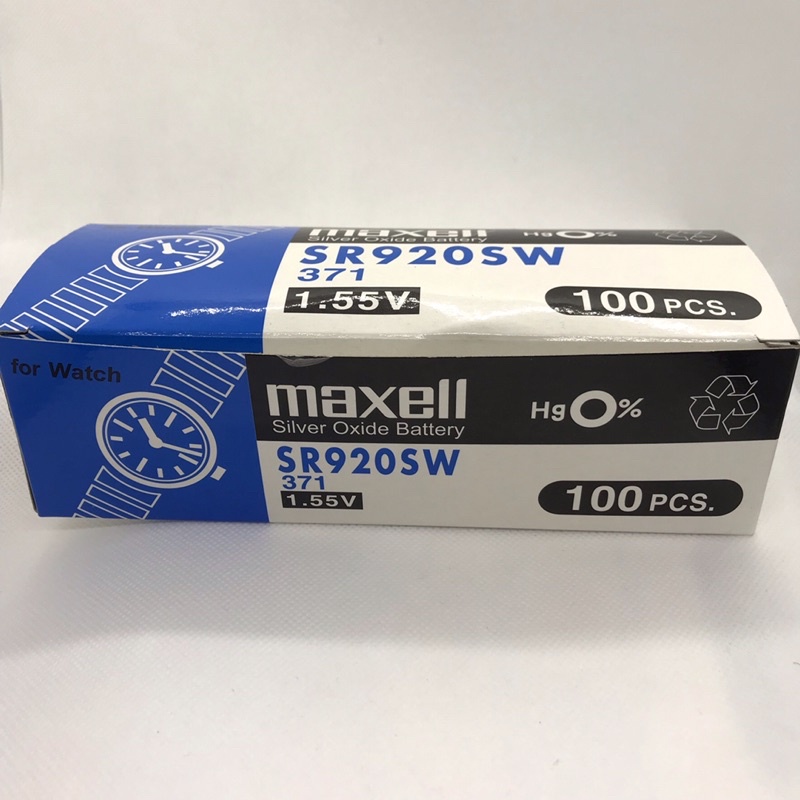 maxell
Hg0%
Silver Oxide Battery
SR920SW
371
1.55V
100 PCS.
for Watch
maxell
Hg0%
Silver Oxide Battery
SR920SW
371
1.55V
100 PCS.